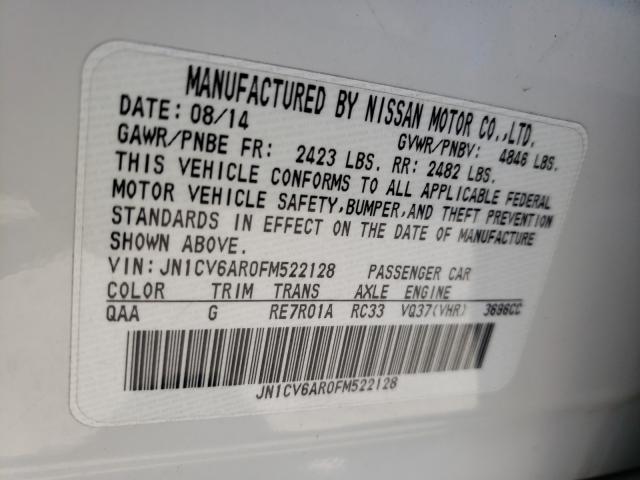 MANUFACTURED BY NISSAN MOTOR CO.,LTD.
DATE: 08/14 GVWR/PNBV: 4846 LBS.
GAWR/PNBE FR: 2423 LBS. RR: 2482 LBS.
THIS VEHICLE CONFORMS TO ALL APPLICABLE FEDERAL
MOTOR VEHICLE SAFETY,BUMPER,AND THEFT PREVENTION
STANDARDS IN EFFECT ON THE DATE OF MANUFACTURE
SHOWN ABOVE.
VIN:JN1CV6AR0FM522128 PASSENGER CAR
COLOR TRIM TRANS AXLE ENGINE
QAA G RE7R01A RC33 VQ37(VHR) 3696CC
JN1CV6AR0FM522128